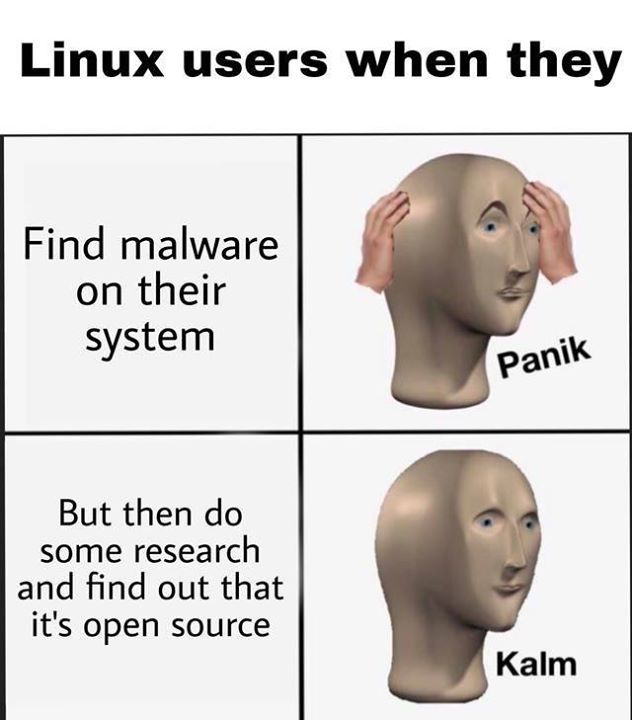 Linux users when they
Find malware
on their
system
Panik
But then do
some research
and find out that
it's open source
Kalm